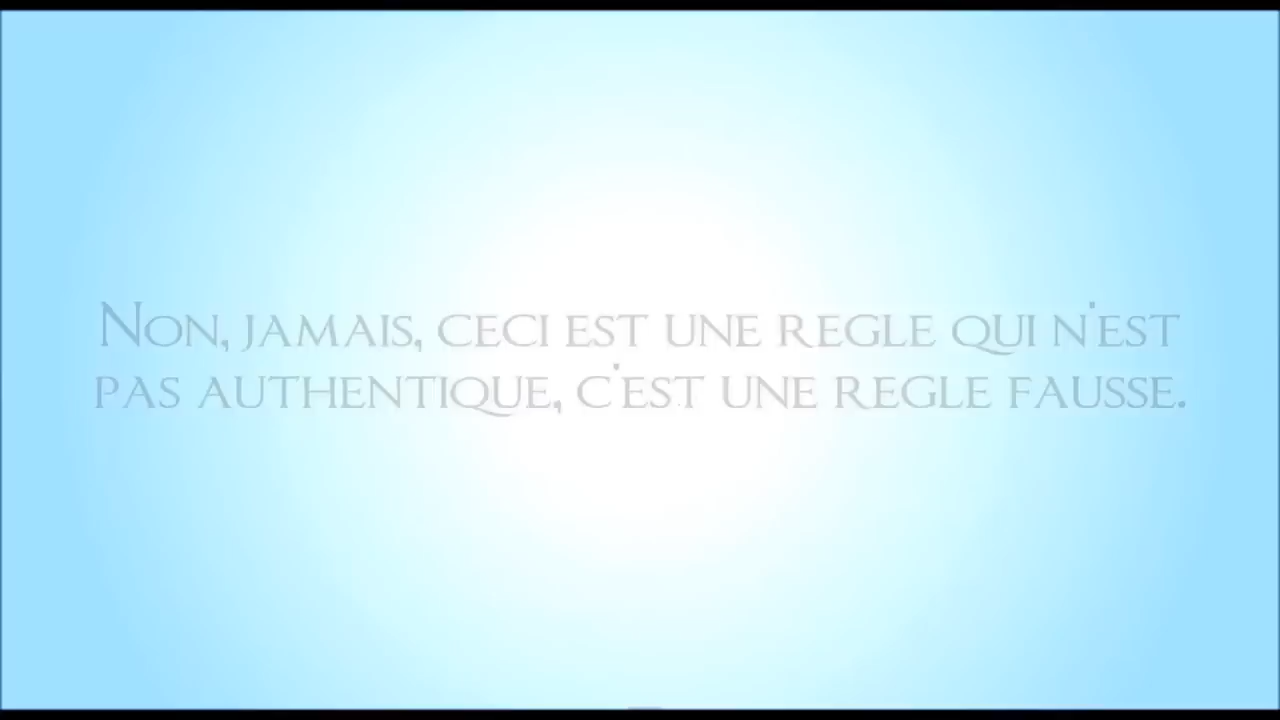 Non, jamais, ceci est une regle qui n'est
pas authentique, c'est une regle fausse.